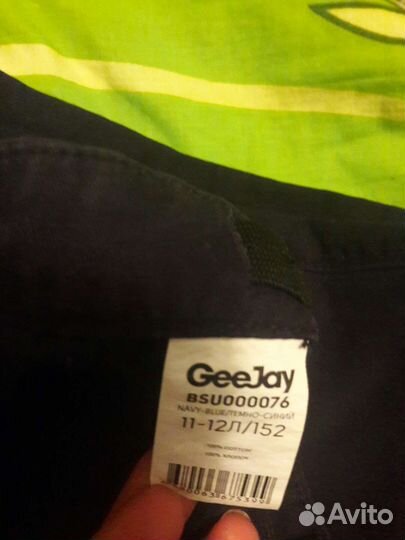 GeeJay
BSU000076
NAVY-BLUE/ТЕМНО-СИНИЙ
11-12Л/152
100% COTTON
100% ХЛОПОК
Avito